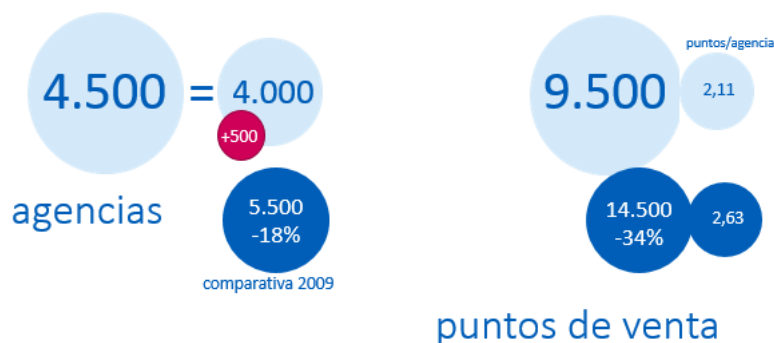 4.500 = 4.000
+500
agencias
5.500
-18%
comparativa 2009
puntos/agencia
9.500
2,11
14.500
-34%
2,63
puntos de venta